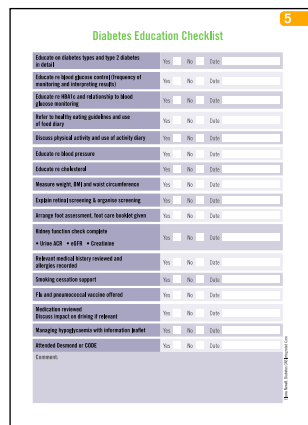 5
Diabetes Education Checklist
Educate on diabetes types and type 2 diabetes
in detail Yes No Date
Educate re blood glucose control (frequency of
monitoring and interpreting results) Yes No Date
Educate re HBA1c and relationship to blood
glucose monitoring Yes No Date
Refer to healthy eating guidelines and use
of food diary Yes No Date
Discuss physical activity and use of activity diary Yes No Date
Educate re blood pressure Yes No Date
Educate re cholesterol Yes No Date
Measure weight, BMI and waist circumference Yes No Date
Explain retinal screening & organise screening Yes No Date
Arrange foot assessment, foot care booklet given Yes No Date
Kidney function check complete
• Urine ACR • eGFR • Creatinine Yes No Date
Relevant medical history reviewed and
allergies recorded Yes No Date
Smoking cessation support Yes No Date
Flu and pneumococcal vaccine offered Yes No Date
Medication reviewed
Discuss impact on driving if relevant Yes No Date
Managing hypoglycaemia with information leaflet Yes No Date
Attended Desmond or CODE Yes No Date
Comment: